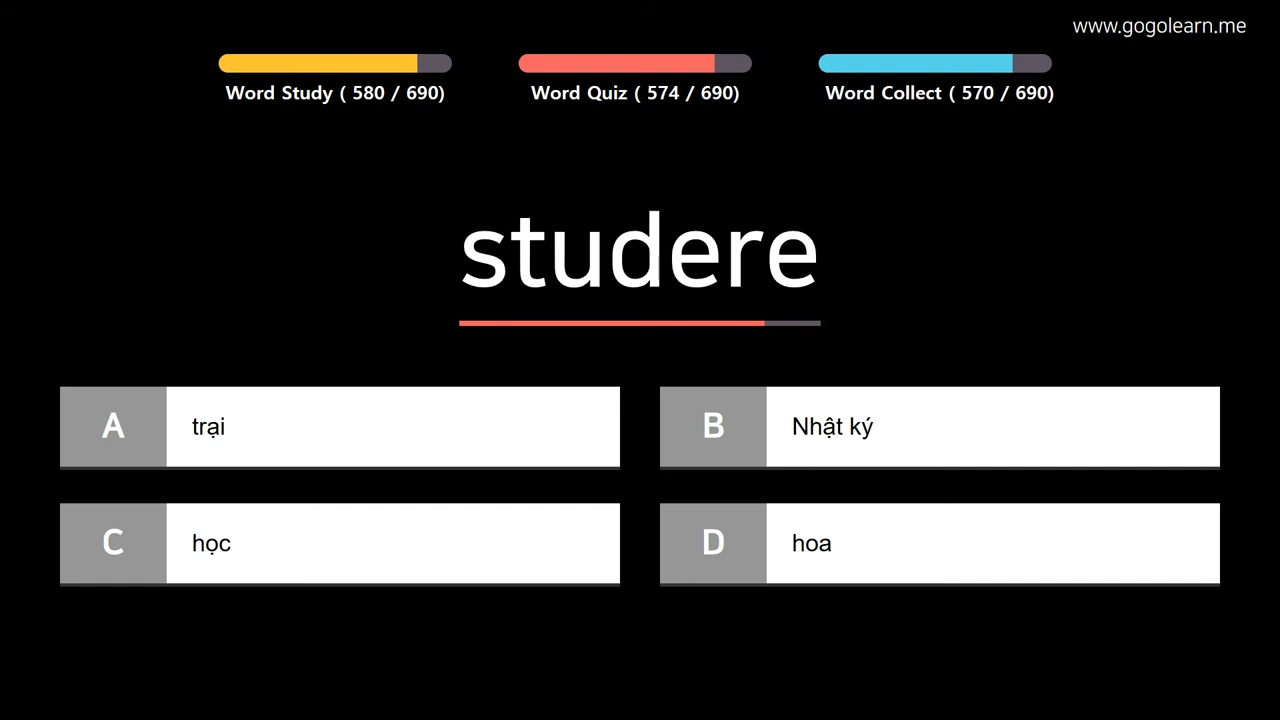 www.gogolearn.me
Word Study ( 580 / 690)
Word Quiz ( 574 / 690)
Word Collect ( 570 / 690)
studere
A trại
B Nhật ký
C học
D hoa